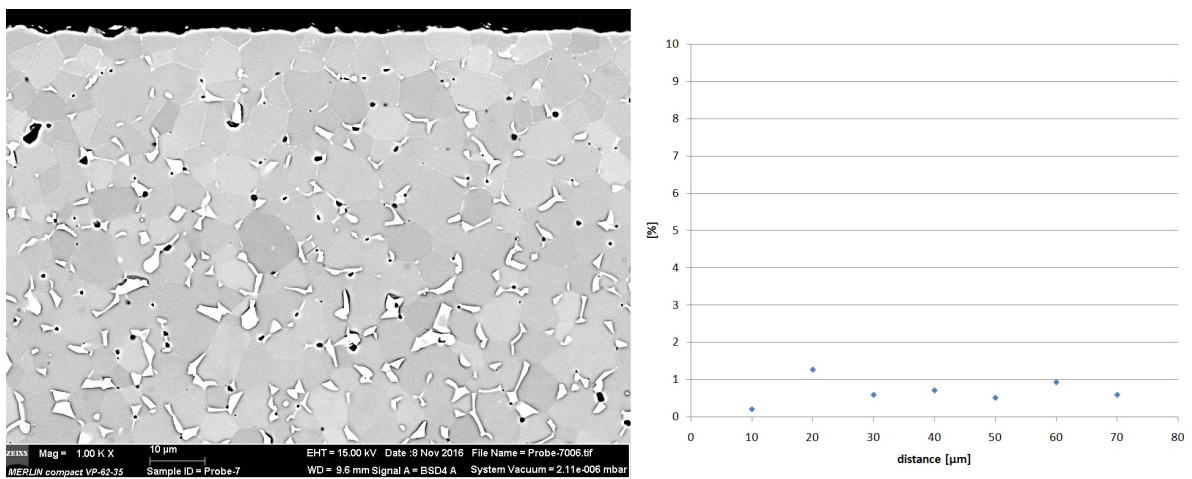 ZEISS
Mag = 1.00 K X
10 µm
EHT = 15.00 kV Date :8 Nov 2016 File Name = Probe-7006.tif
MERLIN compact VP-62-35
Sample ID = Probe-7
WD = 9.6 mm Signal A = BSD4 A System Vacuum = 2.11e-006 mbar
[%]
10
9
8
7
6
5
4
3
2
1
0
0 10 20 30 40 50 60 70 80
distance [µm]